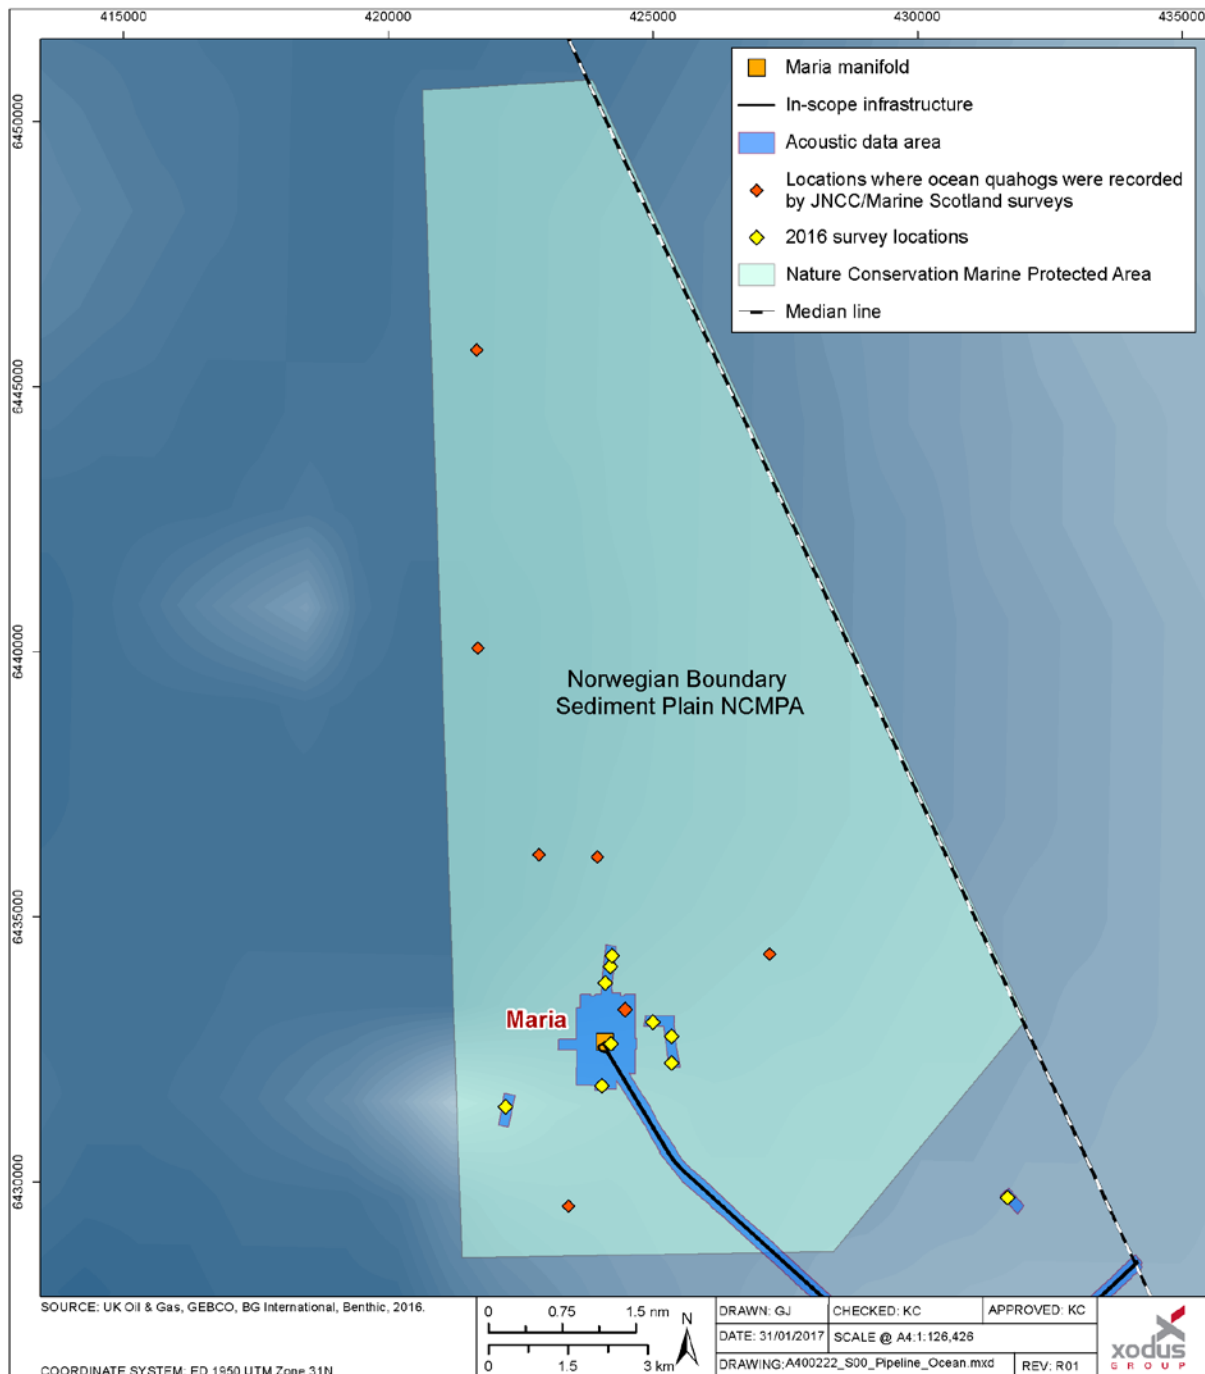 415000
420000
425000
430000
435000
6450000
6445000
6440000
6435000
6430000
Maria manifold
In-scope infrastructure
Acoustic data area
Locations where ocean quahogs were recorded
by JNCC/Marine Scotland surveys
2016 survey locations
Nature Conservation Marine Protected Area
Median line
Norwegian Boundary
Sediment Plain NCMPA
Maria
SOURCE: UK Oil & Gas, GEBCO, BG International, Benthic, 2016.
COORDINATE SYSTEM: ED 1950 UTM Zone 31N
0 0.75 1.5 nm
0 1.5 3 km
N
DRAWN: GJ
CHECKED: KC
APPROVED: KC
DATE: 31/01/2017
SCALE @ A4:1:126,426
DRAWING:A400222_S00_Pipeline_Ocean.mxd
REV: R01
xodus
GROUP